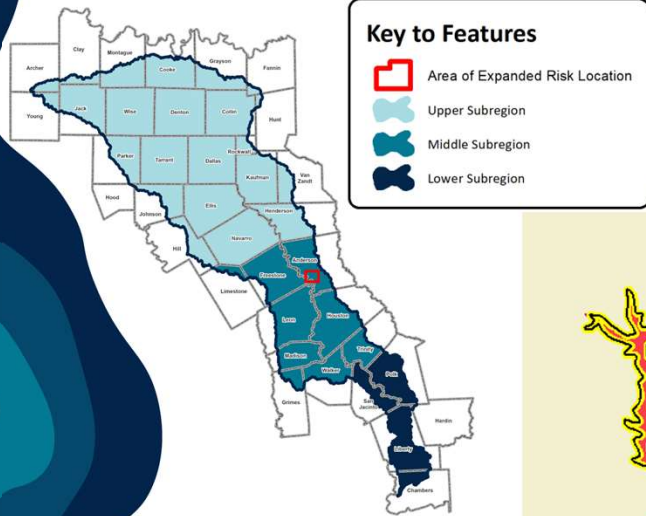 Key to Features
Area of Expanded Risk Location
Upper Subregion
Middle Subregion
Lower Subregion
Clay
Montague
Cooke
Grayson
Fannin
Archer
Young
Jack
Wise
Denton
Collin
Hunt
Parker
Tarrant
Dallas
Rockwall
Kaufman
Van
Zandt
Hood
Johnson
Ellis
Henderson
Hill
Navarro
Anderson
Freestone
Limestone
Leon
Houston
Madison
Trinity
Walker
Polk
Grimes
San
Jacinto
Hardin
Liberty
Chambers